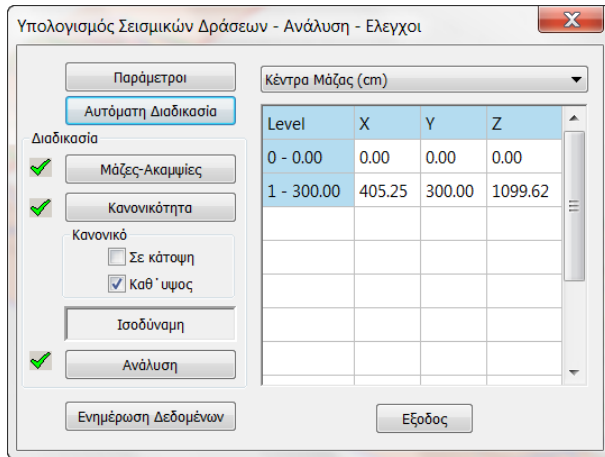 Υπολογισμός Σεισμικών Δράσεων - Ανάλυση - Ελεγχοι
Παράμετροι
Κέντρα Μάζας (cm)
Αυτόματη Διαδικασία
Διαδικασία
Μάζες-Ακαμψίες
Κανονικότητα
Κανονικό
Σε κάτοψη
Καθ΄υψος
Ισοδύναμη
Ανάλυση
Ενημέρωση Δεδομένων
Level X Y Z
0 - 0.00 0.00 0.00 0.00
1 - 300.00 405.25 300.00 1099.62
Εξοδος